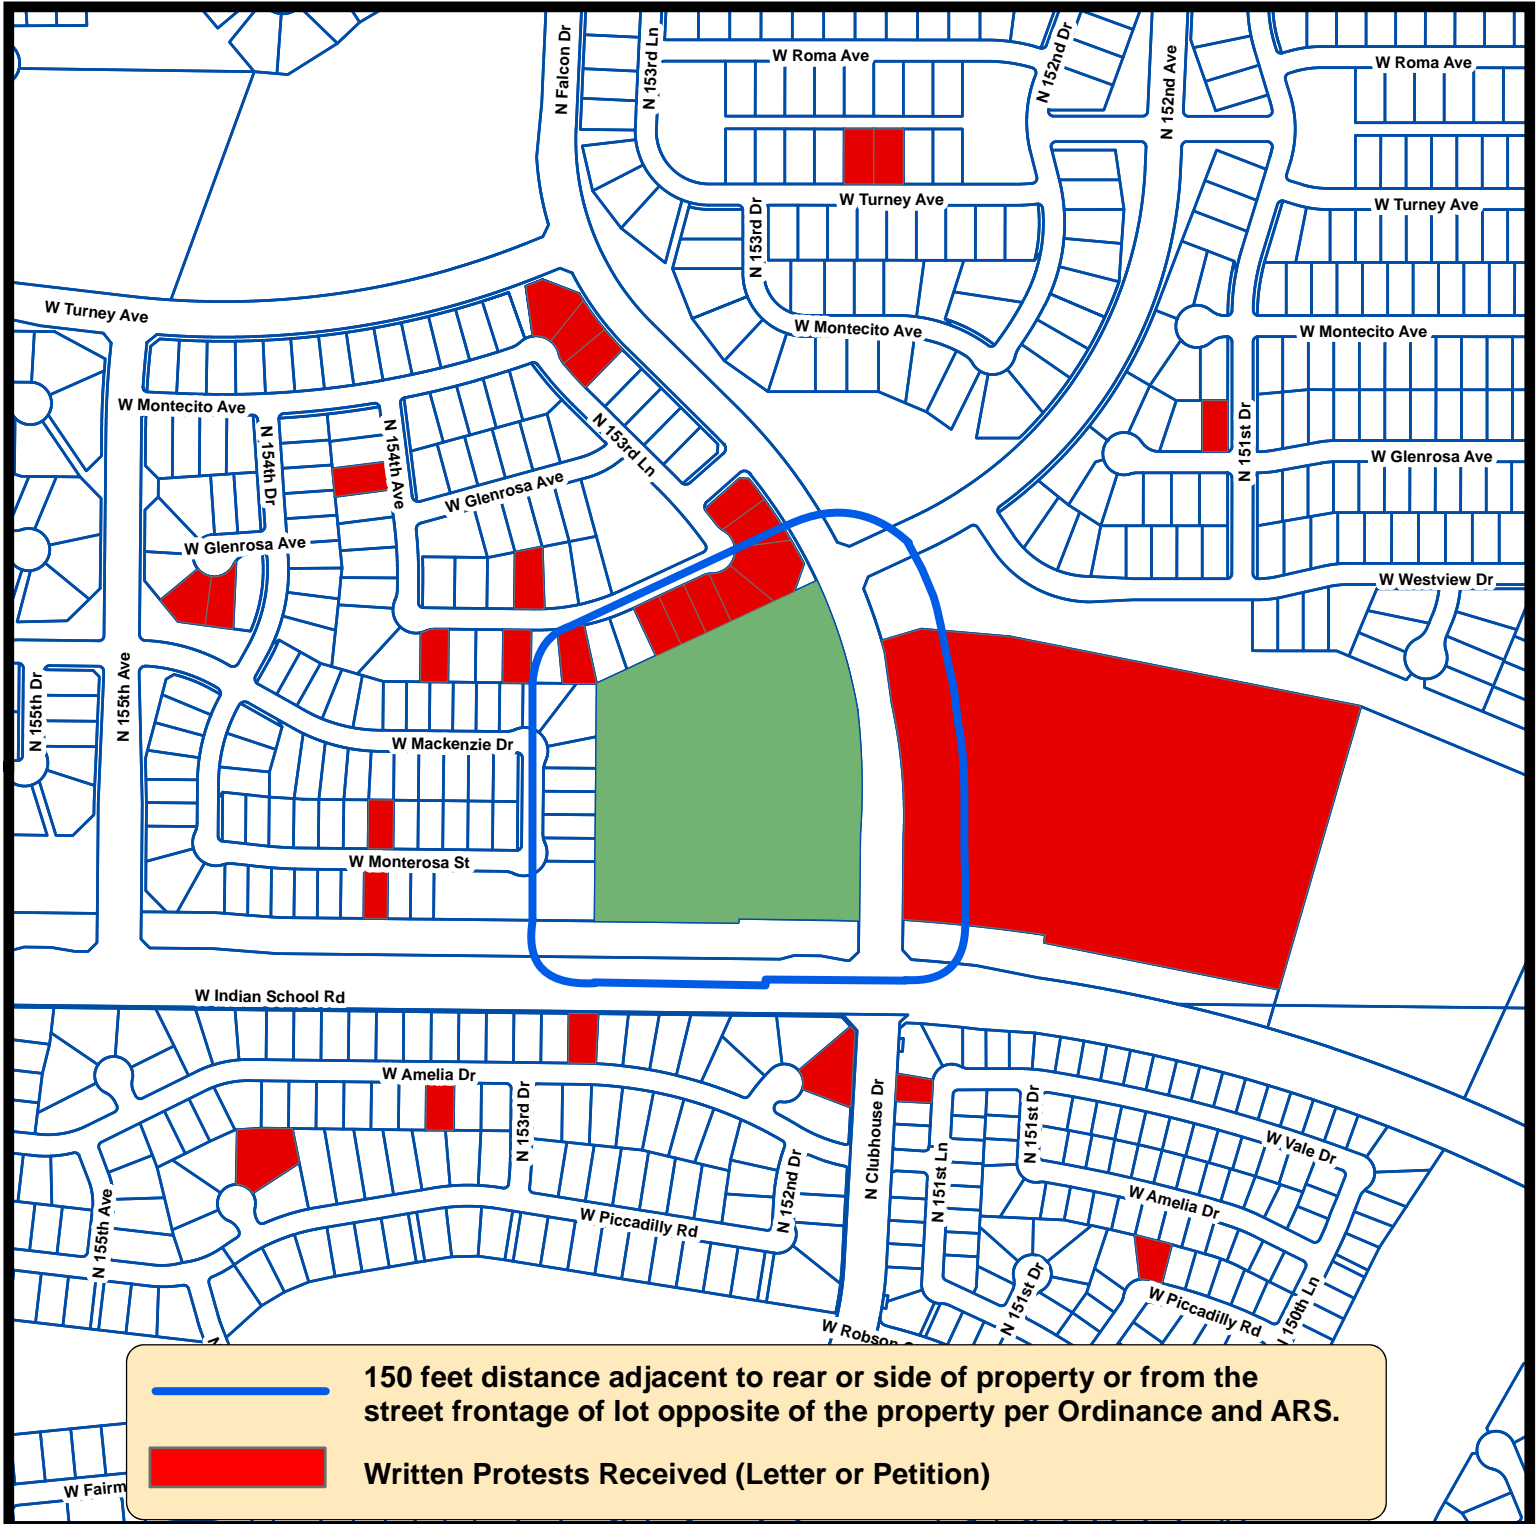 N Falcon Dr
N 153rd Ln
W Roma Ave
N 152nd Dr
N 152nd Ave
W Roma Ave
W Turney Ave
W Turney Ave
N 153rd Dr
W Turney Ave
W Montecito Ave
W Montecito Ave
W Montecito Ave
N 154th Dr
N 154th Ave
N 153rd Ln
N 151st Dr
W Glenrosa Ave
W Glenrosa Ave
W Glenrosa Ave
W Westview Dr
N 155th Dr
N 155th Ave
W Mackenzie Dr
W Monterosa St
W Indian School Rd
W Amelia Dr
N 153rd Dr
N Clubhouse Dr
N 151st Dr
W Vale Dr
N 155th Ave
N 152nd Dr
N 151st Ln
W Amelia Dr
W Piccadilly Rd
N 151st Dr
W Piccadilly Rd
150th Ln
W Robson
150 feet distance adjacent to rear or side of property or from the
street frontage of lot opposite of the property per Ordinance and ARS.
Written Protests Received (Letter or Petition)
W Fairm